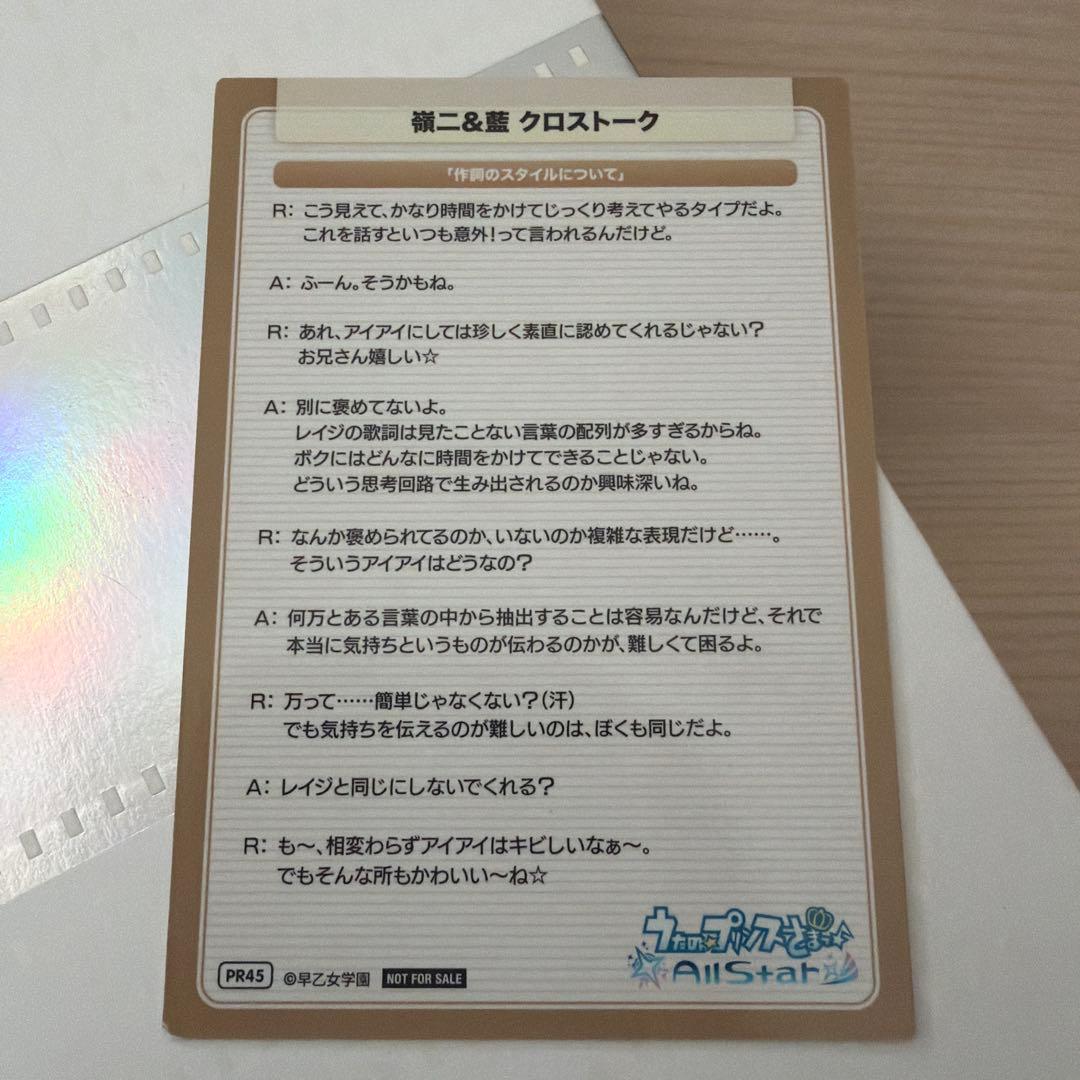 嶺二&藍 クロストーク
「作詞のスタイルについて」
R：こう見えて、かなり時間をかけてじっくり考えてやるタイプだよ。
これを話すといつも意外！って言われるんだけど。
A：ふーん。そうかもね。
R：あれ、アイアイにしては珍しく素直に認めてくれるじゃない？
お兄さん嬉しい☆
A：別に褒めてないよ。
レイジの歌詞は見たことない言葉の配列が多すぎるからね。
ボクにはどんなに時間をかけてできることじゃない。
どういう思考回路で生み出されるのか興味深いね。
R：なんか褒められてるのか、いないのか複雑な表現だけど……。
そういうアイアイはどうなの？
A：何万とある言葉の中から抽出することは容易なんだけど、それで
本当に気持ちというものが伝わるのかが、難しくて困るよ。
R：万って……簡単じゃなくない？（汗）
でも気持ちを伝えるのが難しいのは、ぼくも同じだよ。
A：レイジと同じにしないでくれる？
R：も〜、相変わらずアイアイはキビしいなぁ〜。
でもそんな所もかわいい〜ね☆
うたの☆プリンスさまっ♪
All Star
PR45 ©早乙女学園 NOT FOR SALE